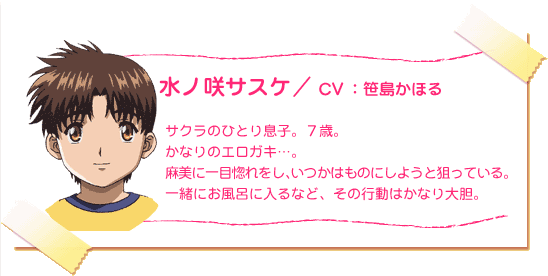 水ノ咲サスケ／ CV：笹島かほる
サクラのひとり息子。７歳。
かなりのエロガキ…。
麻美に一目惚れをし、いつかはものにしようと狙っている。
一緒にお風呂に入るなど、その行動はかなり大胆。